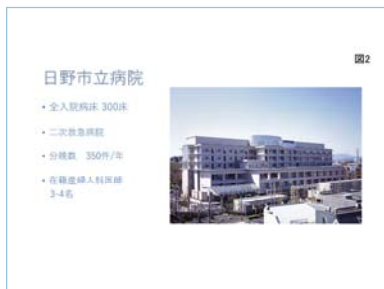 図2
日野市立病院
• 全入院病床 300床
• 二次救急病院
• 分娩数 350件/年
• 在籍産婦人科医師
3-4名